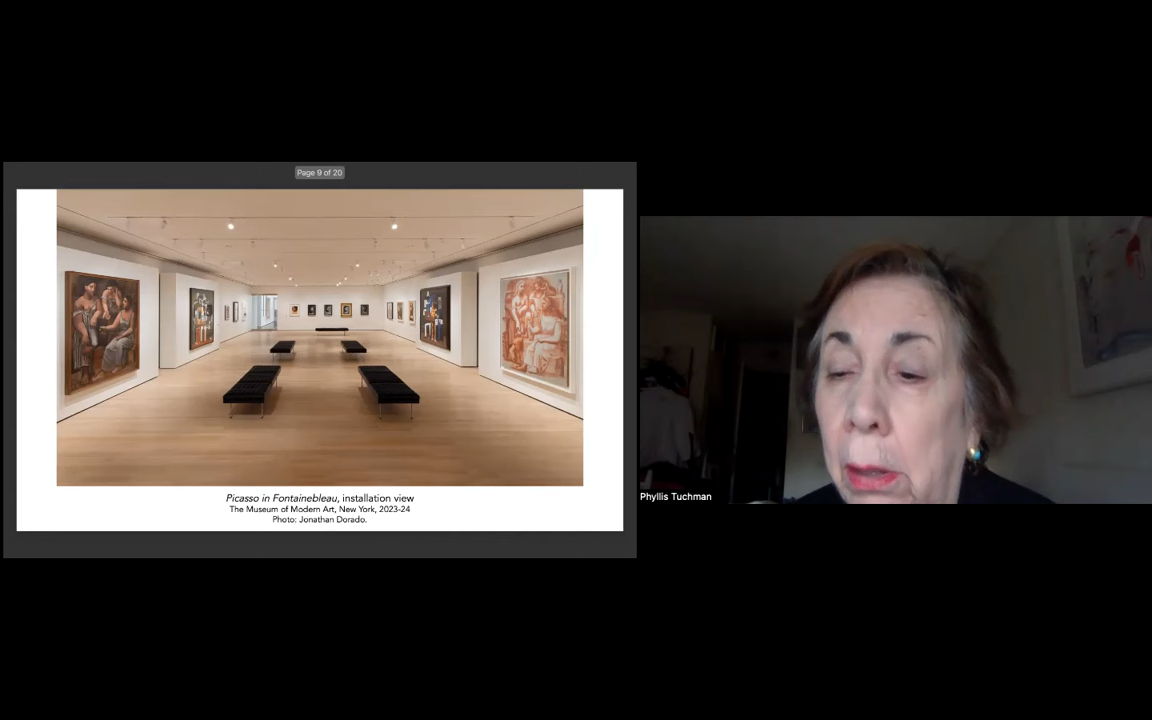 Page 9 of 20
Picasso in Fontainebleau, installation view
The Museum of Modern Art, New York, 2023-24
Photo: Jonathan Dorado.
Phyllis Tuchman